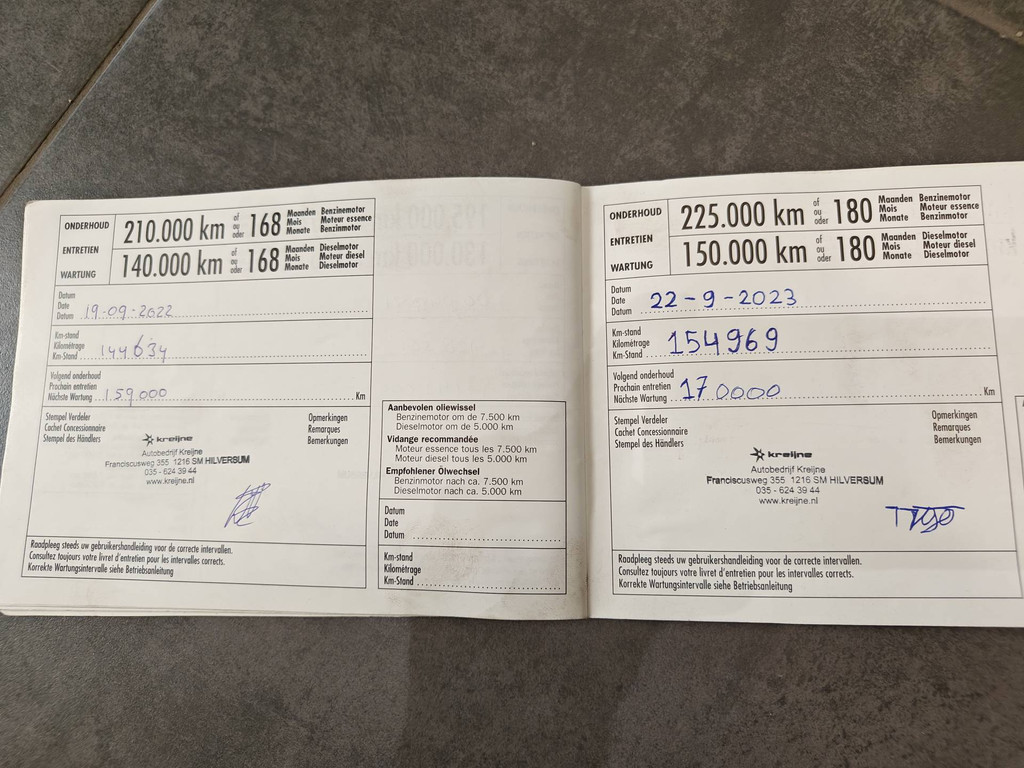 ONDERHOUD
ENTRETIEN
WARTUNG
210.000 km of ou oder 168 Maanden Mois Monate Benzinemotor Moteur essence Benzinmotor
140.000 km of ou oder 168 Maanden Mois Monate Dieselmotor Moteur diesel Dieselmotor
Datum
Date
Datum 19-09-2022
Km-stand
Kilométrage
Km-Stand 144634
Volgend onderhoud
Prochain entretien
Nächste Wartung 159000 Km
Stempel Verdeler
Cachet Concessionnaire
Stempel des Händlers
Opmerkingen
Remarques
Bemerkungen
kreijne
Autobedrijf Kreijne
Franciscusweg 355 1216 SM HILVERSUM
035 - 624 39 44
www.kreijne.nl
Raadpleeg steeds uw gebruikershandleiding voor de correcte intervallen.
Consultez toujours votre livret d'entretien pour les intervalles corrects.
Korrekte Wartungsintervalle siehe Betriebsanleitung
Aanbevolen oliewissel
Benzinemotor om de 7.500 km
Dieselmotor om de 5.000 km
Vidange recommandée
Moteur essence tous les 7.500 km
Moteur diesel tous les 5.000 km
Empfohlener Ölwechsel
Benzinmotor nach ca. 7.500 km
Dieselmotor nach ca. 5.000 km
Datum
Date
Datum
Km-stand
Kilométrage
Km-Stand
ONDERHOUD
ENTRETIEN
WARTUNG
225.000 km of ou oder 180 Maanden Mois Monate Benzinemotor Moteur essence Benzinmotor
150.000 km of ou oder 180 Maanden Mois Monate Dieselmotor Moteur diesel Dieselmotor
Datum
Date
Datum 22-9-2023
Km-stand
Kilométrage
Km-Stand 154969
Volgend onderhoud
Prochain entretien
Nächste Wartung 170000 Km
Stempel Verdeler
Cachet Concessionnaire
Stempel des Händlers
Opmerkingen
Remarques
Bemerkungen
kreijne
Autobedrijf Kreijne
Franciscusweg 355 1216 SM HILVERSUM
035 - 624 39 44
www.kreijne.nl
Raadpleeg steeds uw gebruikershandleiding voor de correcte intervallen.
Consultez toujours votre livret d'entretien pour les intervalles corrects.
Korrekte Wartungsintervalle siehe Betriebsanleitung